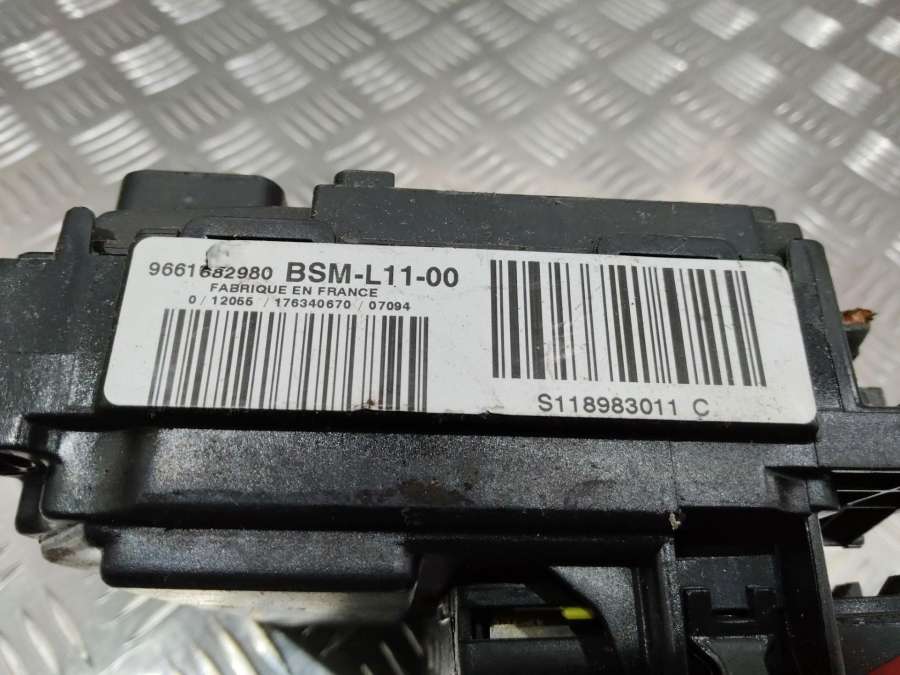 9661682980 BSM-L11-00
FABRIQUE EN FRANCE
0 / 12055 / 176340670 / 07094
S118983011 C